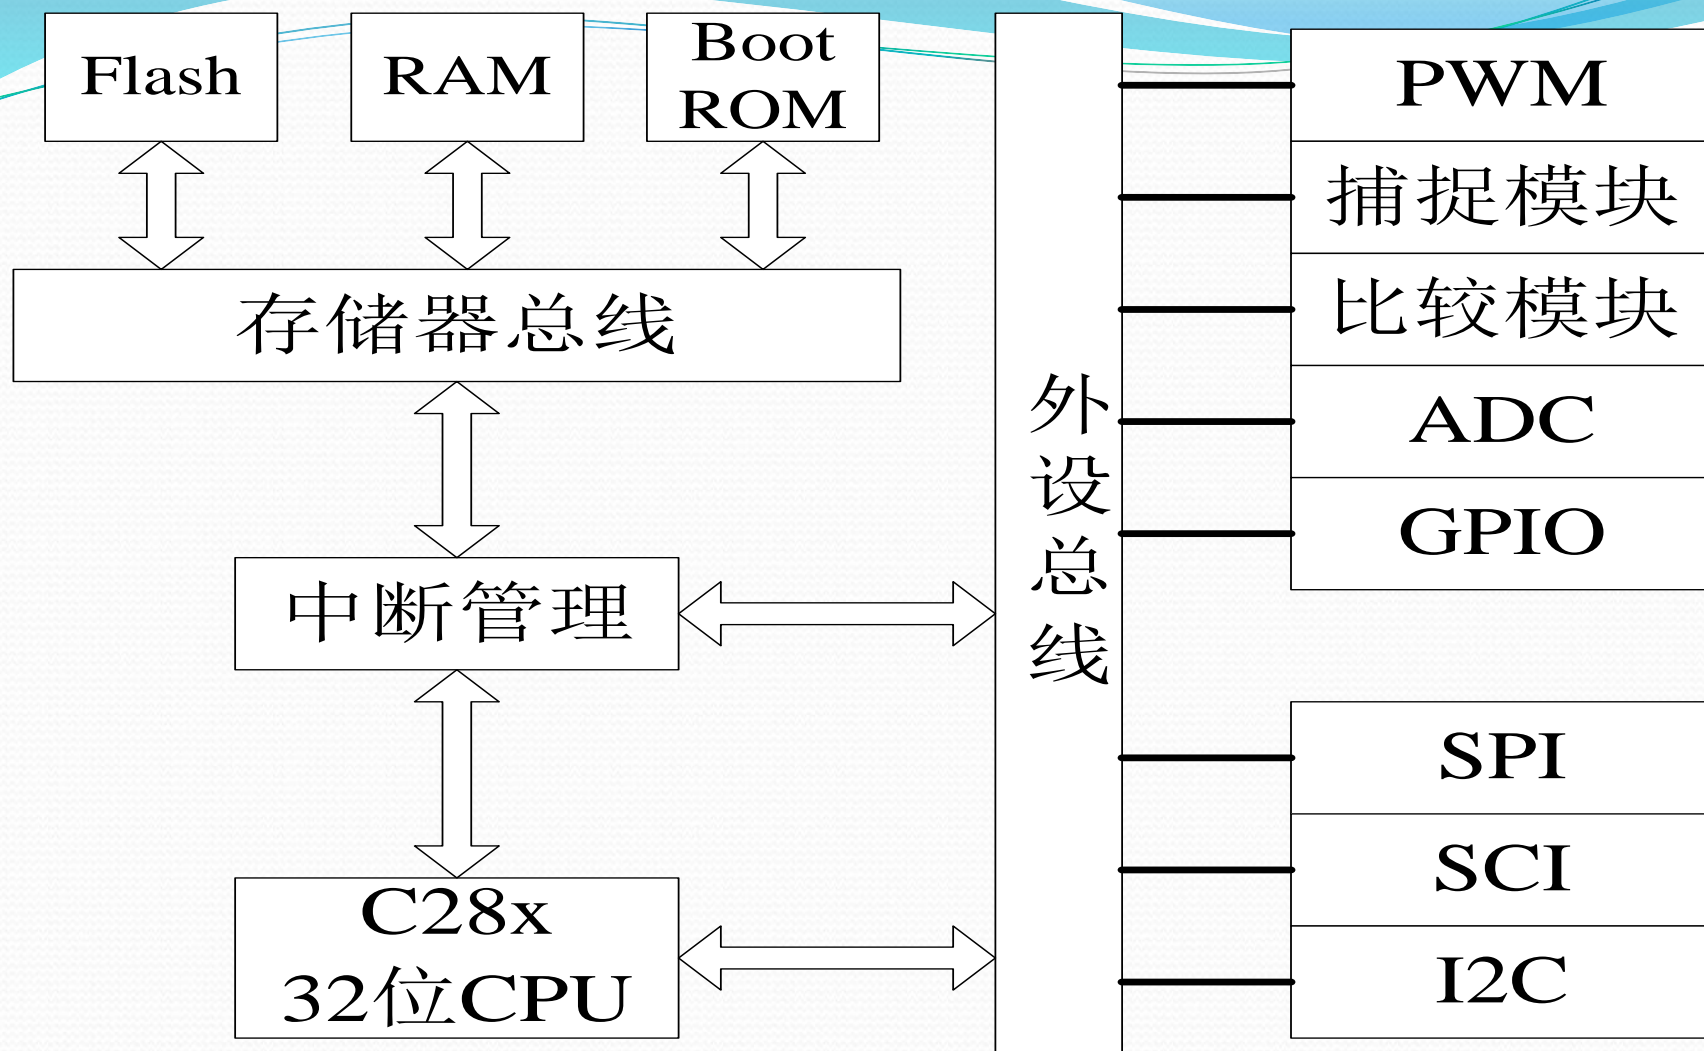 Flash
RAM
Boot
ROM
存储器总线
中断管理
C28x
32位CPU
外
设
总
线
PWM
捕捉模块
比较模块
ADC
GPIO
SPI
SCI
I2C